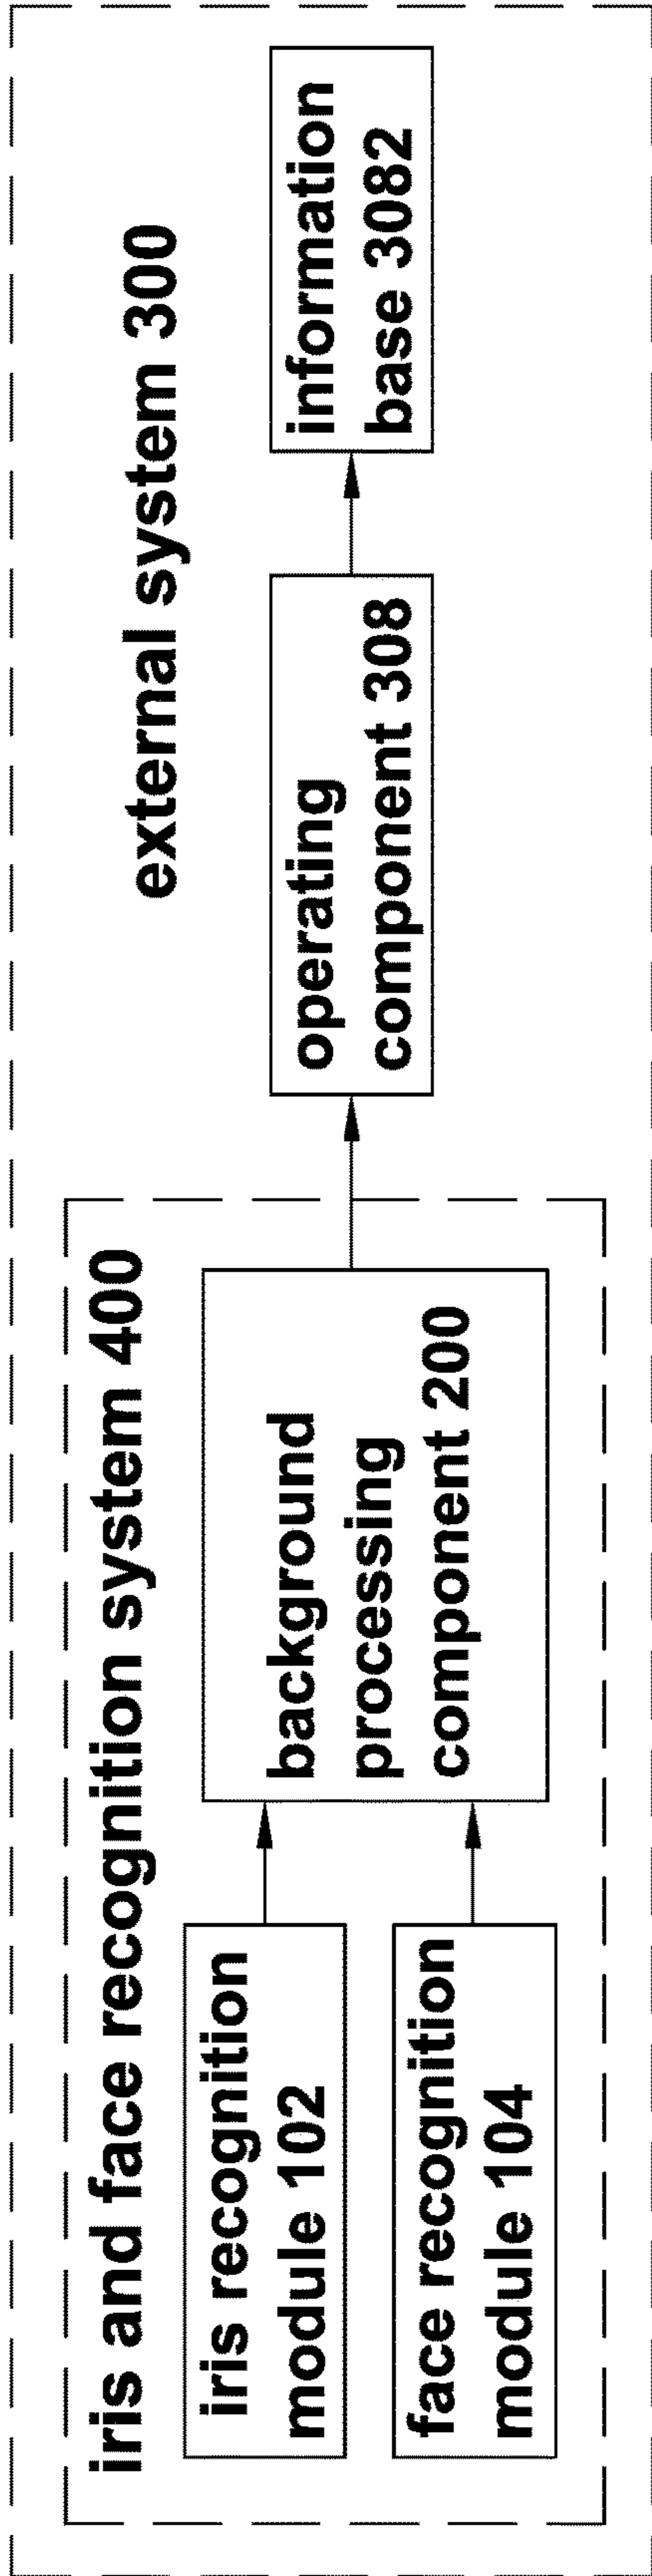 iris and face recognition system 400
external system 300
iris recognition
module 102
face recognition
module 104
background
processing
component 200
operating
component 308
information
base 3082